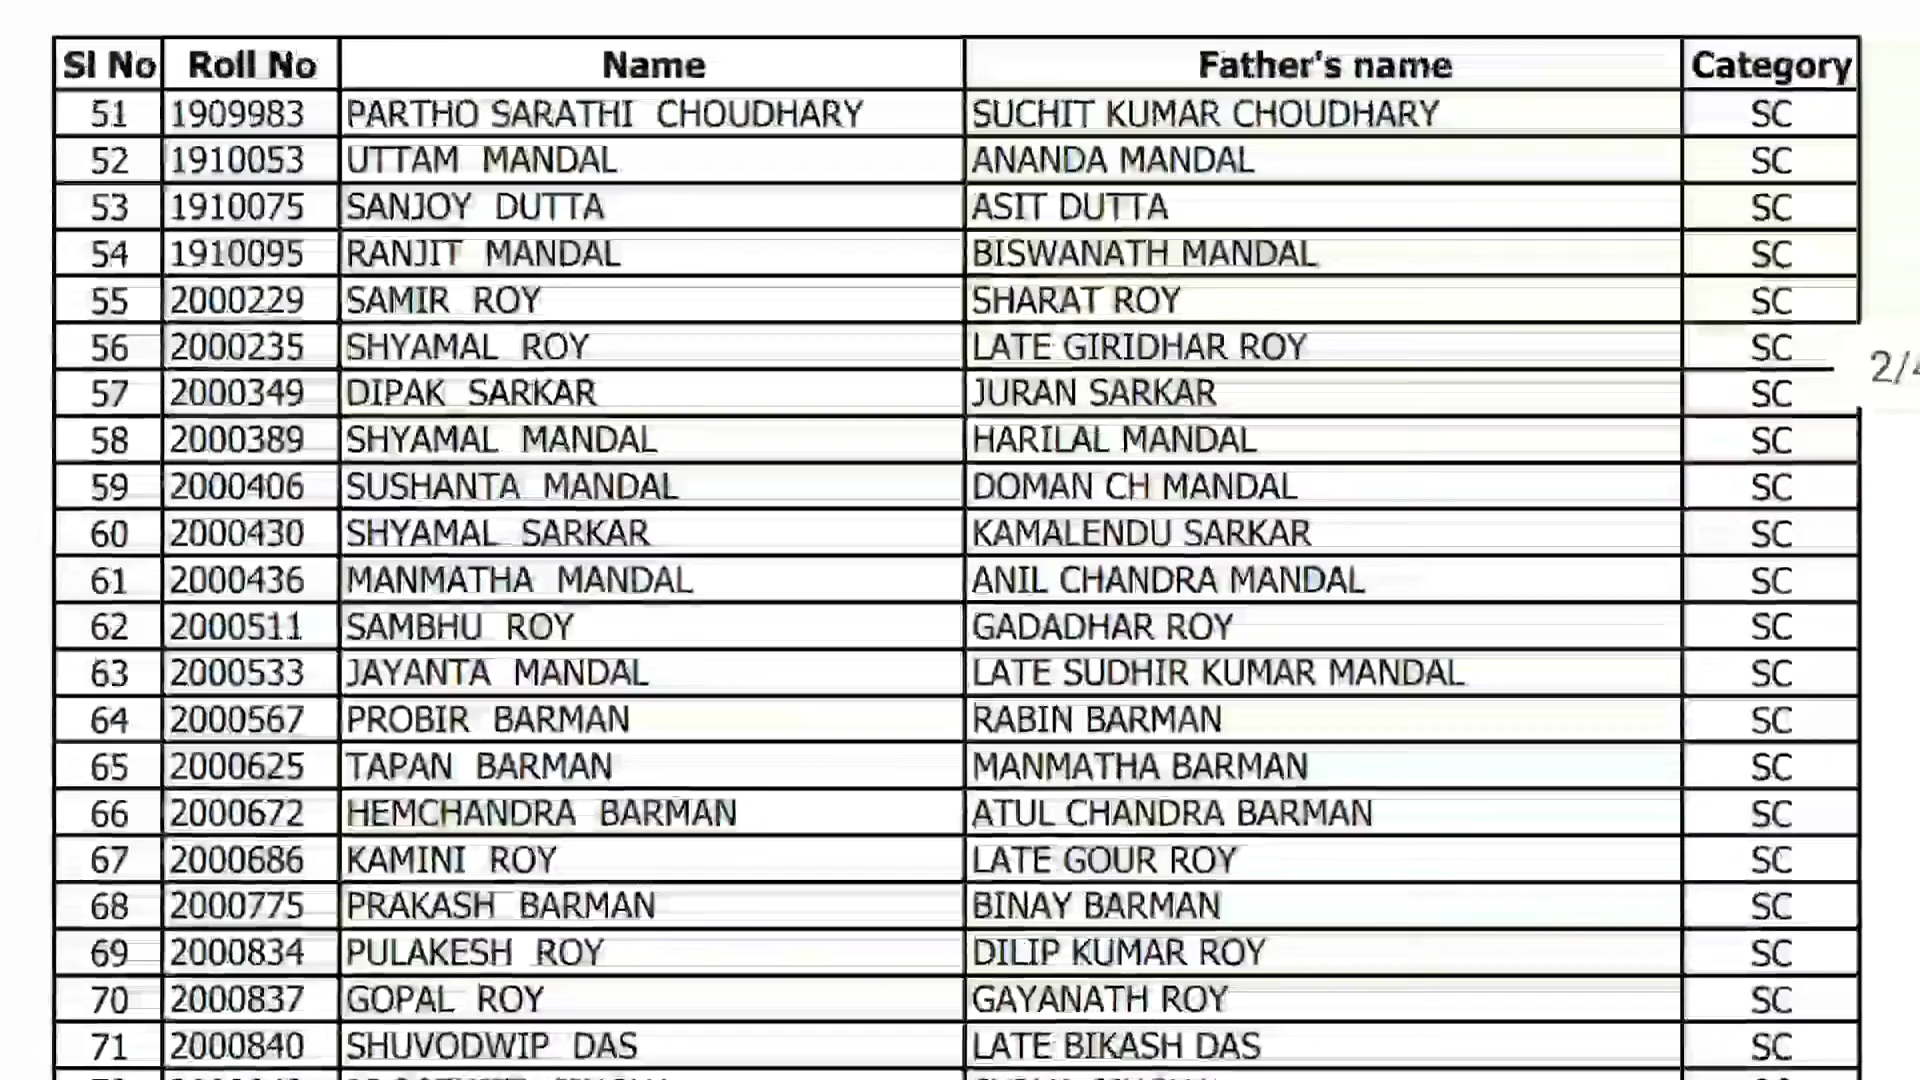 Sl No Roll No Name Father's name Category
51 1909983 PARTHO SARATHI CHOUDHARY SUCHIT KUMAR CHOUDHARY SC
52 1910053 UTTAM MANDAL ANANDA MANDAL SC
53 1910075 SANJOY DUTTA ASIT DUTTA SC
54 1910095 RANJIT MANDAL BISWANATH MANDAL SC
55 2000229 SAMIR ROY SHARAT ROY SC
56 2000235 SHYAMAL ROY LATE GIRIDHAR ROY SC
2/4
57 2000349 DIPAK SARKAR JURAN SARKAR SC
58 2000389 SHYAMAL MANDAL HARILAL MANDAL SC
59 2000406 SUSHANTA MANDAL DOMAN CH MANDAL SC
60 2000430 SHYAMAL SARKAR KAMALENDU SARKAR SC
61 2000436 MANMATHA MANDAL ANIL CHANDRA MANDAL SC
62 2000511 SAMBHU ROY GADADHAR ROY SC
63 2000533 JAYANTA MANDAL LATE SUDHIR KUMAR MANDAL SC
64 2000567 PROBIR BARMAN RABIN BARMAN SC
65 2000625 TAPAN BARMAN MANMATHA BARMAN SC
66 2000672 HEMCHANDRA BARMAN ATUL CHANDRA BARMAN SC
67 2000686 KAMINI ROY LATE GOUR ROY SC
68 2000775 PRAKASH BARMAN BINAY BARMAN SC
69 2000834 PULAKESH ROY DILIP KUMAR ROY SC
70 2000837 GOPAL ROY GAYANATH ROY SC
71 2000840 SHUVODWIP DAS LATE BIKASH DAS SC